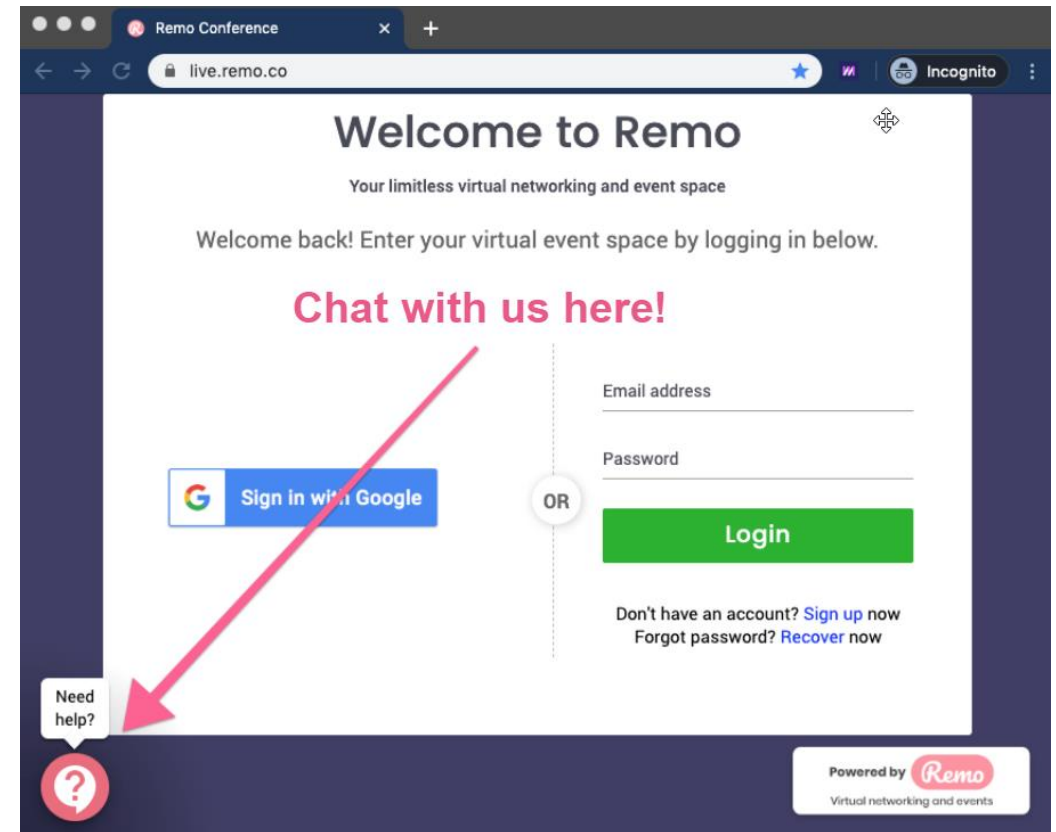 Remo Conference
live.remo.co
Incognito
Welcome to Remo
Your limitless virtual networking and event space
Welcome back! Enter your virtual event space by logging in below.
Chat with us here!
Email address
Password
Sign in with Google
OR
Login
Don't have an account? Sign up now
Forgot password? Recover now
Need
help?
?
Powered by Remo
Virtual networking and events